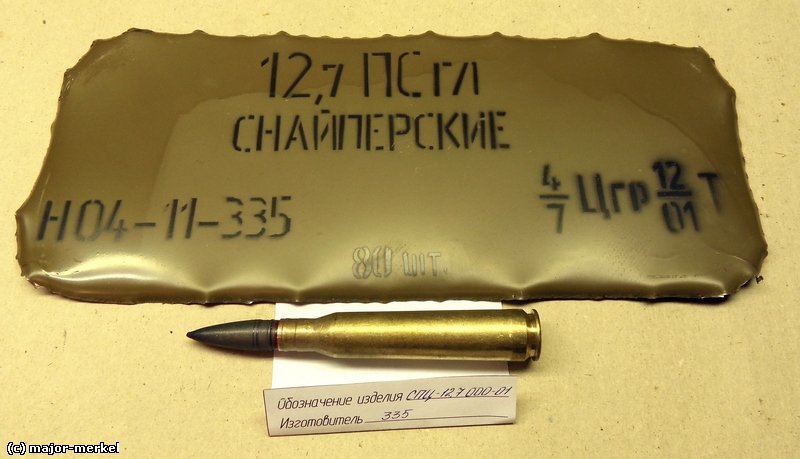 12,7 ПСгл
СНАЙПЕРСКИЕ
Н04-11-335
4/7 Цгр 12/01 Т
80 шт.
Обозначение изделия СПЦ-12,7 000-01
Изготовитель 335
(c) major-merkel